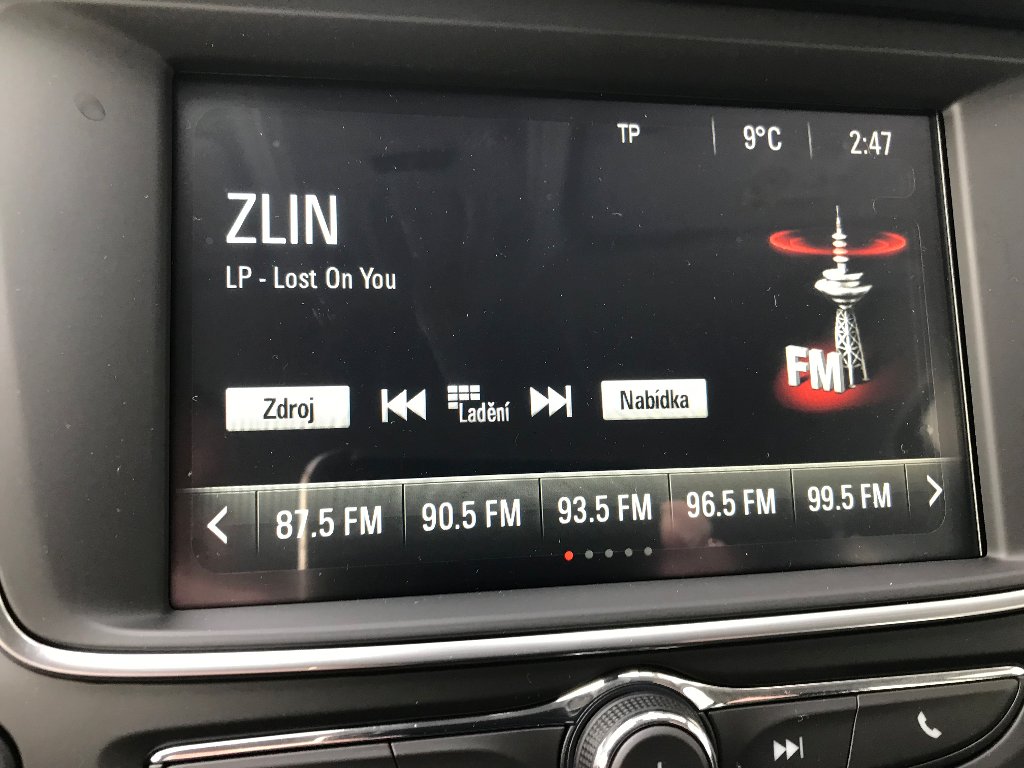 TP 9°C 2:47
ZLIN
LP - Lost On You
FM
Zdroj Ladění Nabídka
87.5 FM 90.5 FM 93.5 FM 96.5 FM 99.5 FM